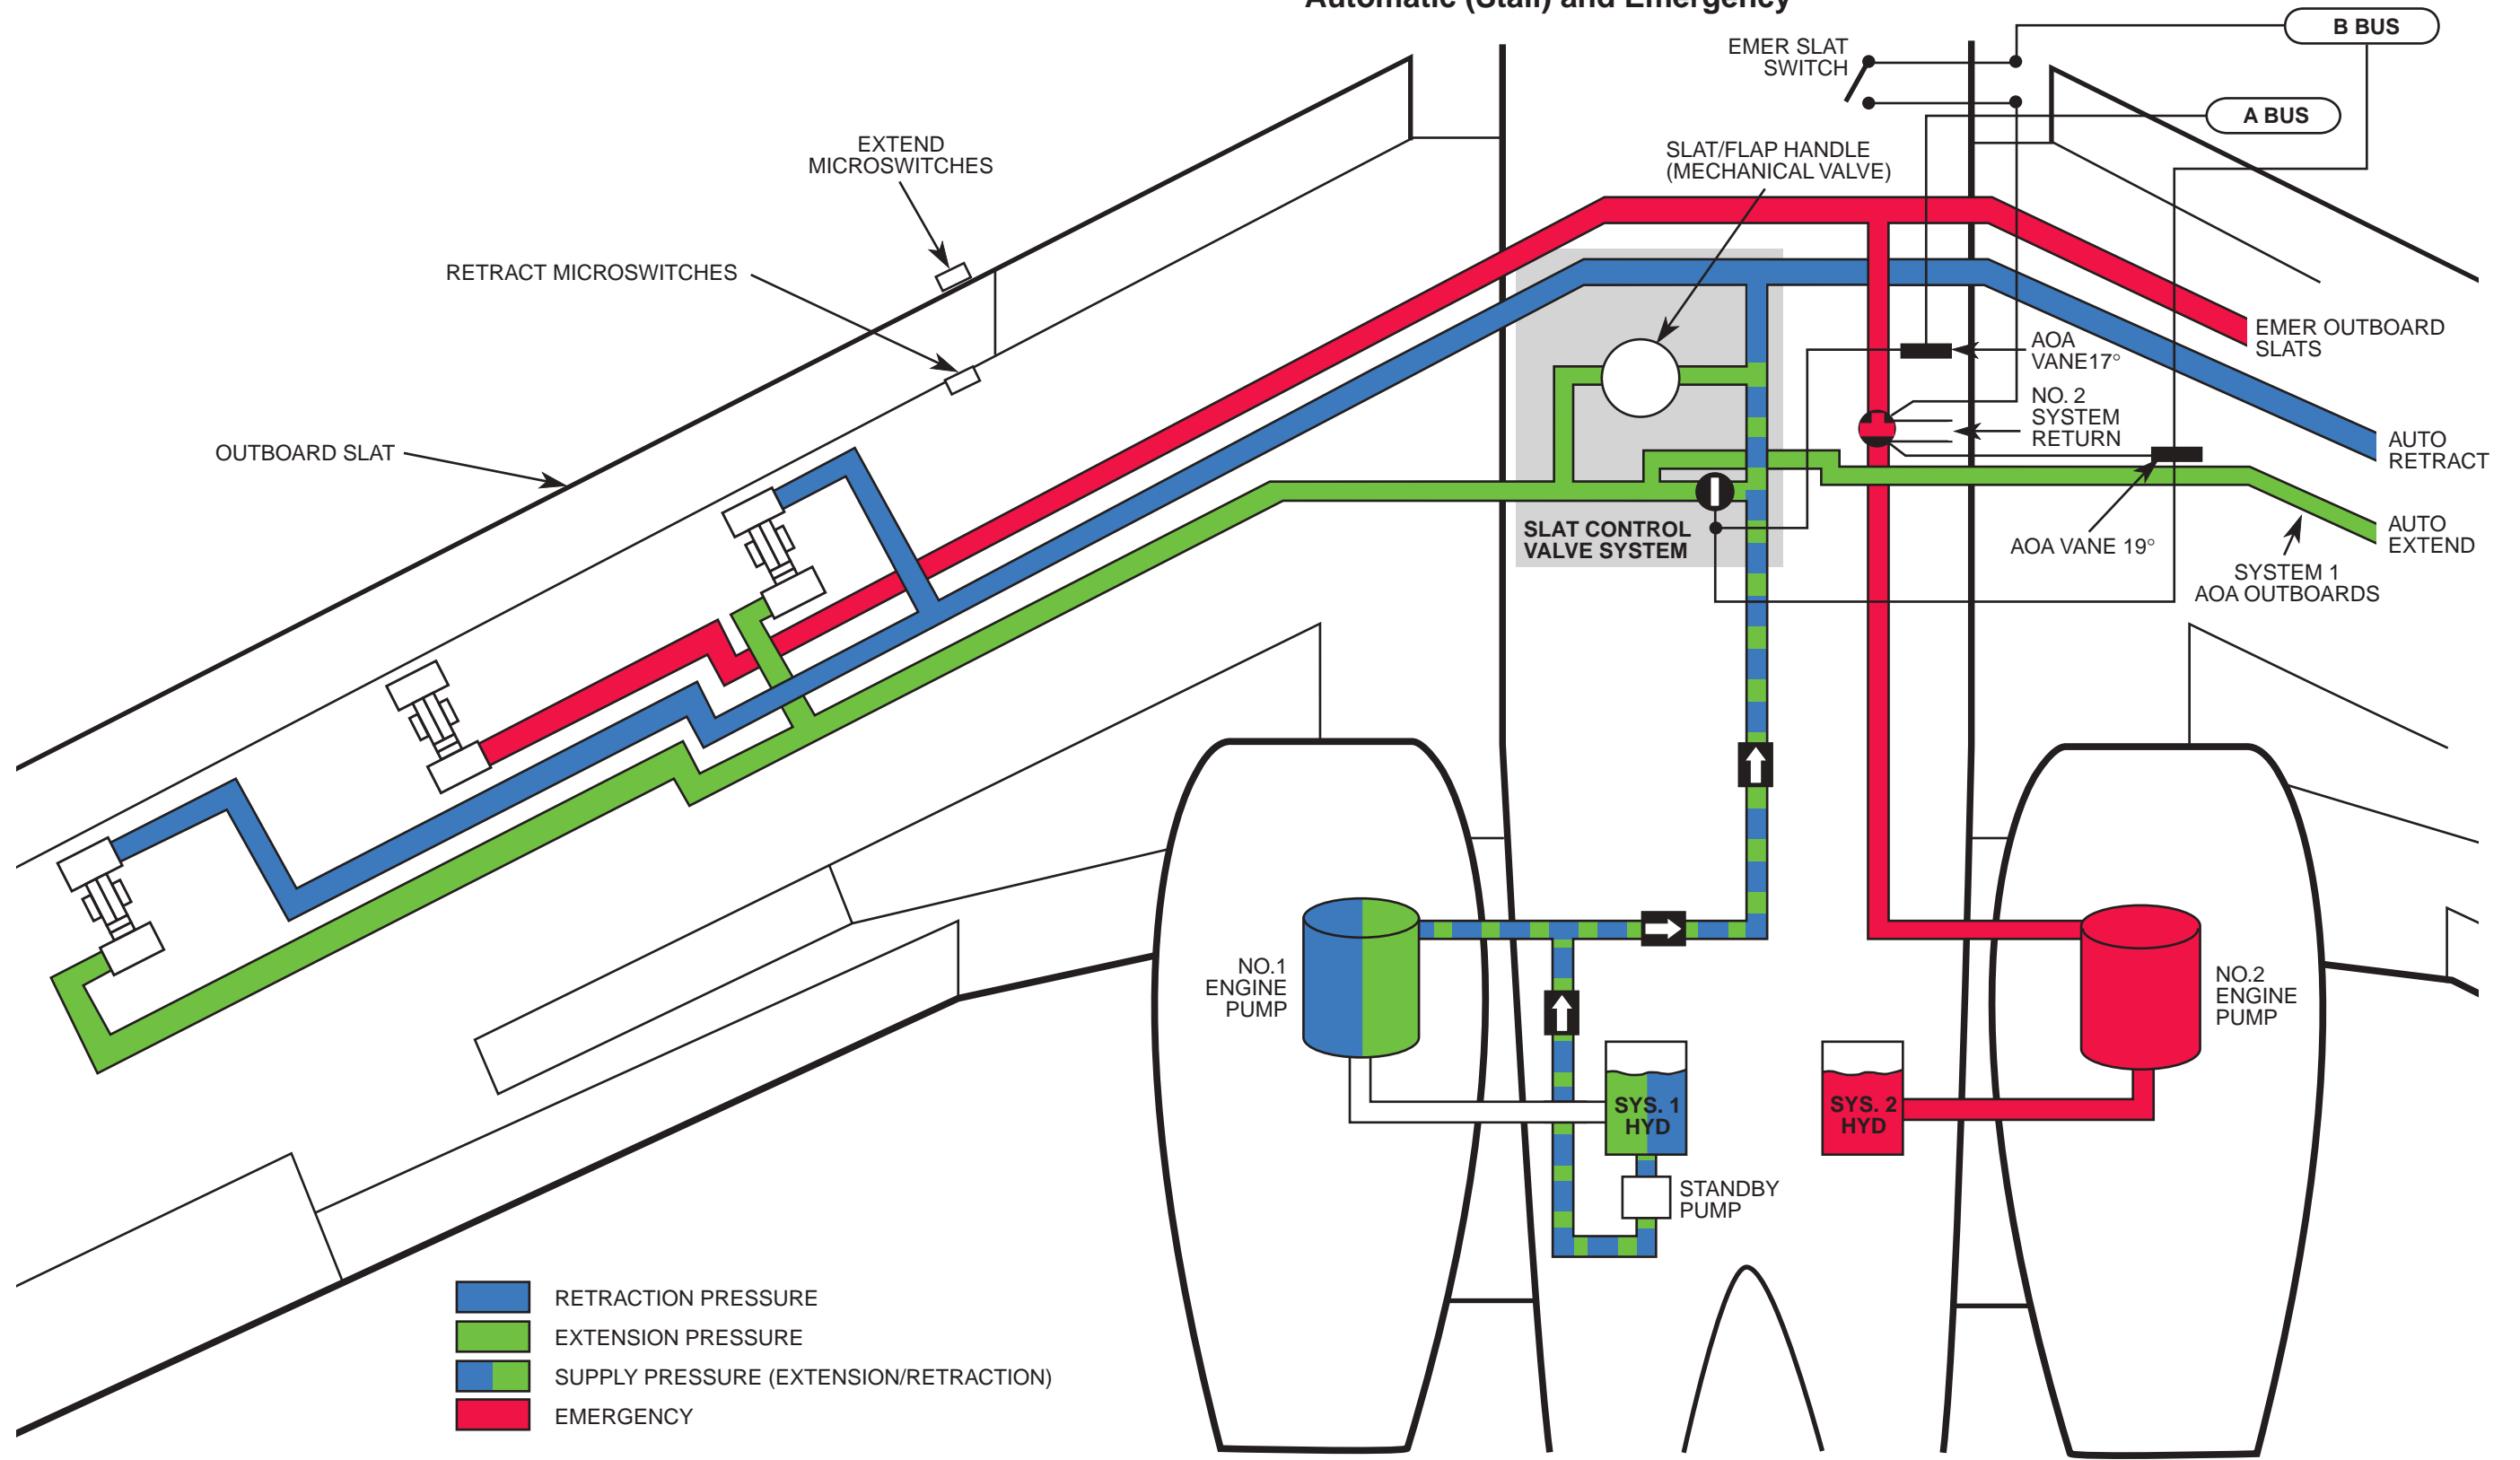 Automatic (Stall) and Emergency
B BUS
EMER SLAT
SWITCH
A BUS
EXTEND
MICROSWITCHES
SLAT/FLAP HANDLE
(MECHANICAL VALVE)
RETRACT MICROSWITCHES
EMER OUTBOARD
SLATS
AOA
VANE17°
NO. 2
SYSTEM
RETURN
OUTBOARD SLAT
AUTO
RETRACT
SLAT CONTROL
VALVE SYSTEM
AOA VANE 19°
AUTO
EXTEND
SYSTEM 1
AOA OUTBOARDS
NO.1
ENGINE
PUMP
NO.2
ENGINE
PUMP
SYS. 1
HYD
SYS. 2
HYD
STANDBY
PUMP
RETRACTION PRESSURE
EXTENSION PRESSURE
SUPPLY PRESSURE (EXTENSION/RETRACTION)
EMERGENCY